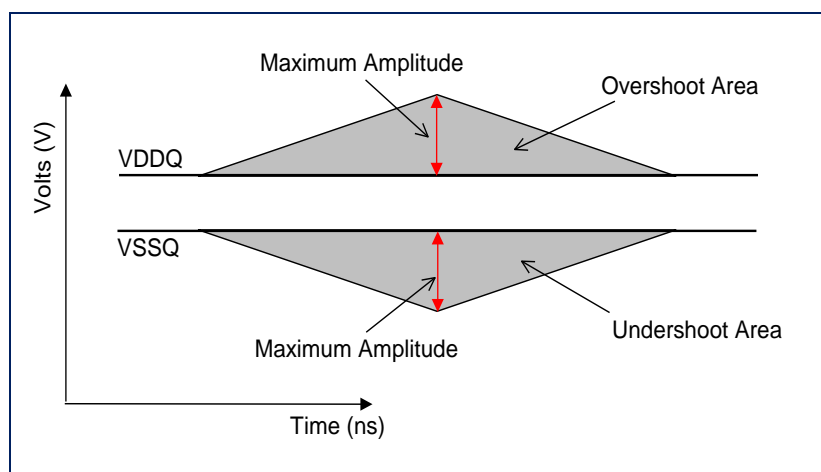 Maximum Amplitude
Overshoot Area
VDDQ
Volts (V)
VSSQ
Maximum Amplitude
Undershoot Area
Time (ns)